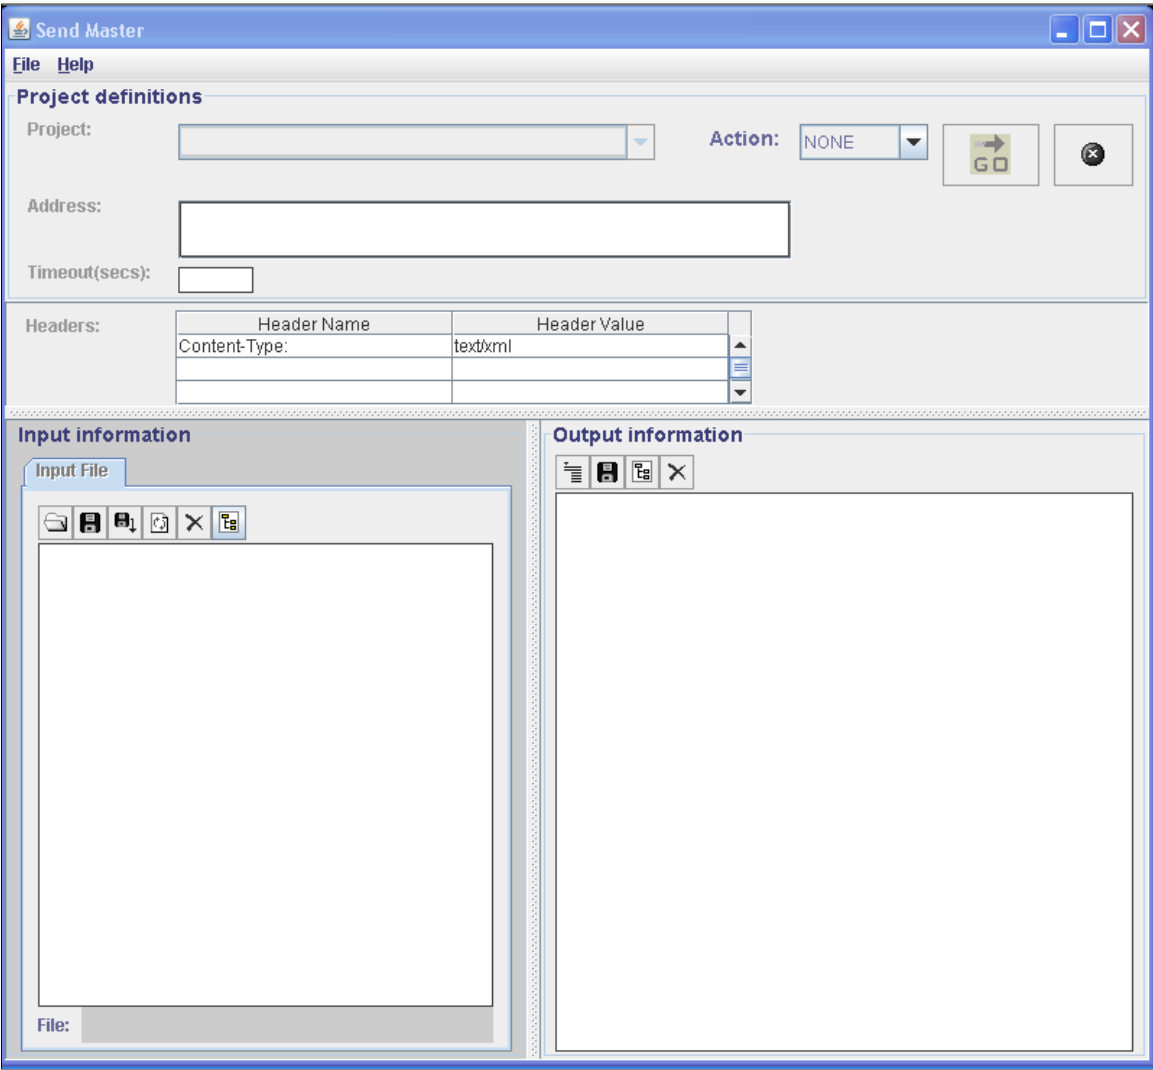 Send Master
File Help
Project definitions
Project:
Action:
NONE
GO
Address:
Timeout(secs):
Headers:
Header Name
Header Value
Content-Type:
text/xml
Input information
Input File
File:
Output information